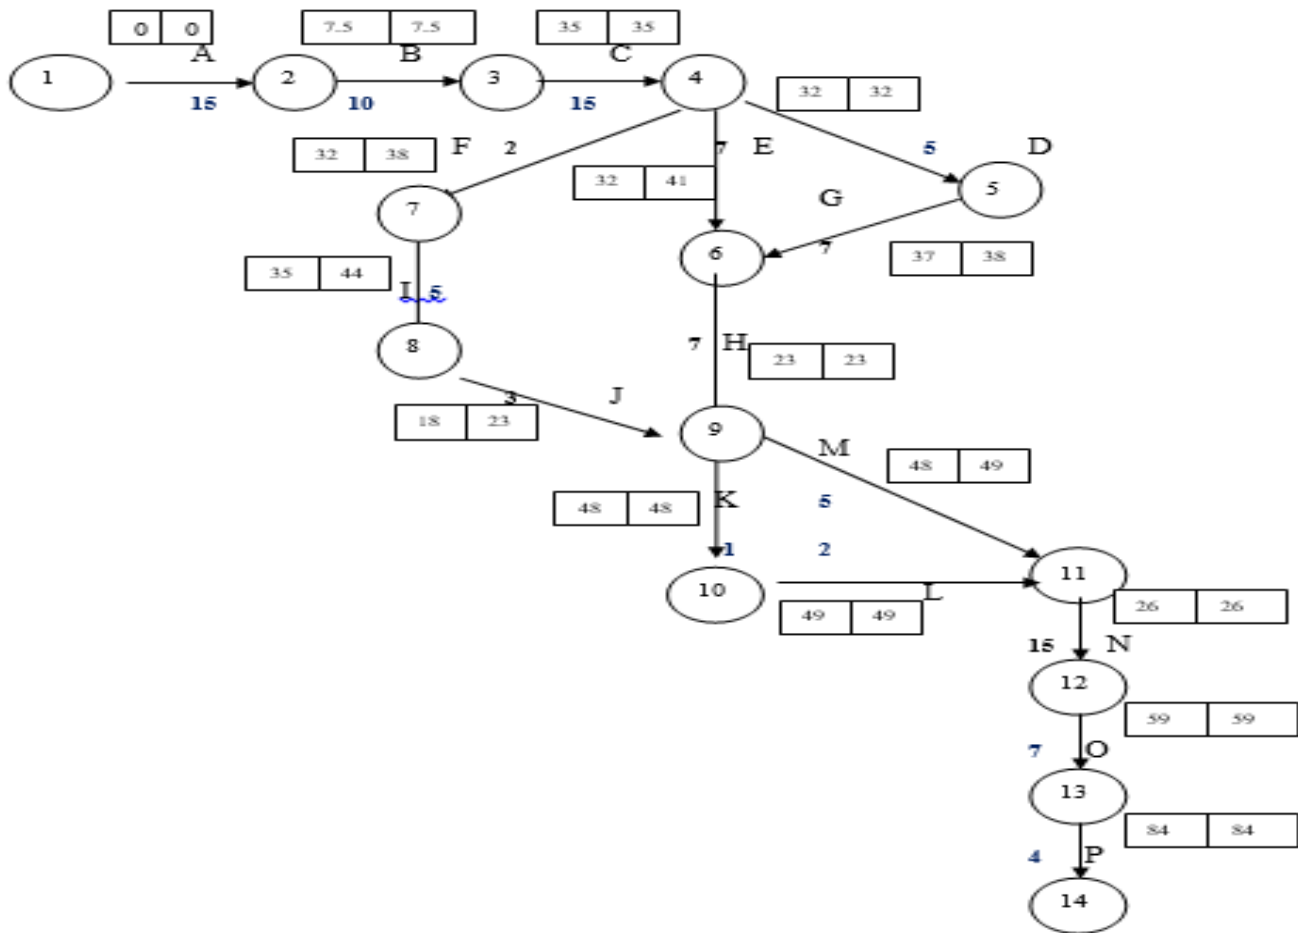 0 0 7.5 7.5 35 35
A B C
1 2 3 4
15 10 15
32 32
32 38 F 2 7 E 5 D
32 41
7 G 5
6 7 37 38
35 44 I 5
8 7 H 23 23
3 J
18 23 9
M 48 49
48 48 K 5
1 2
10 L 11
49 49 26 26
15 N
12
59 59
7 O
13
84 84
4 P
14